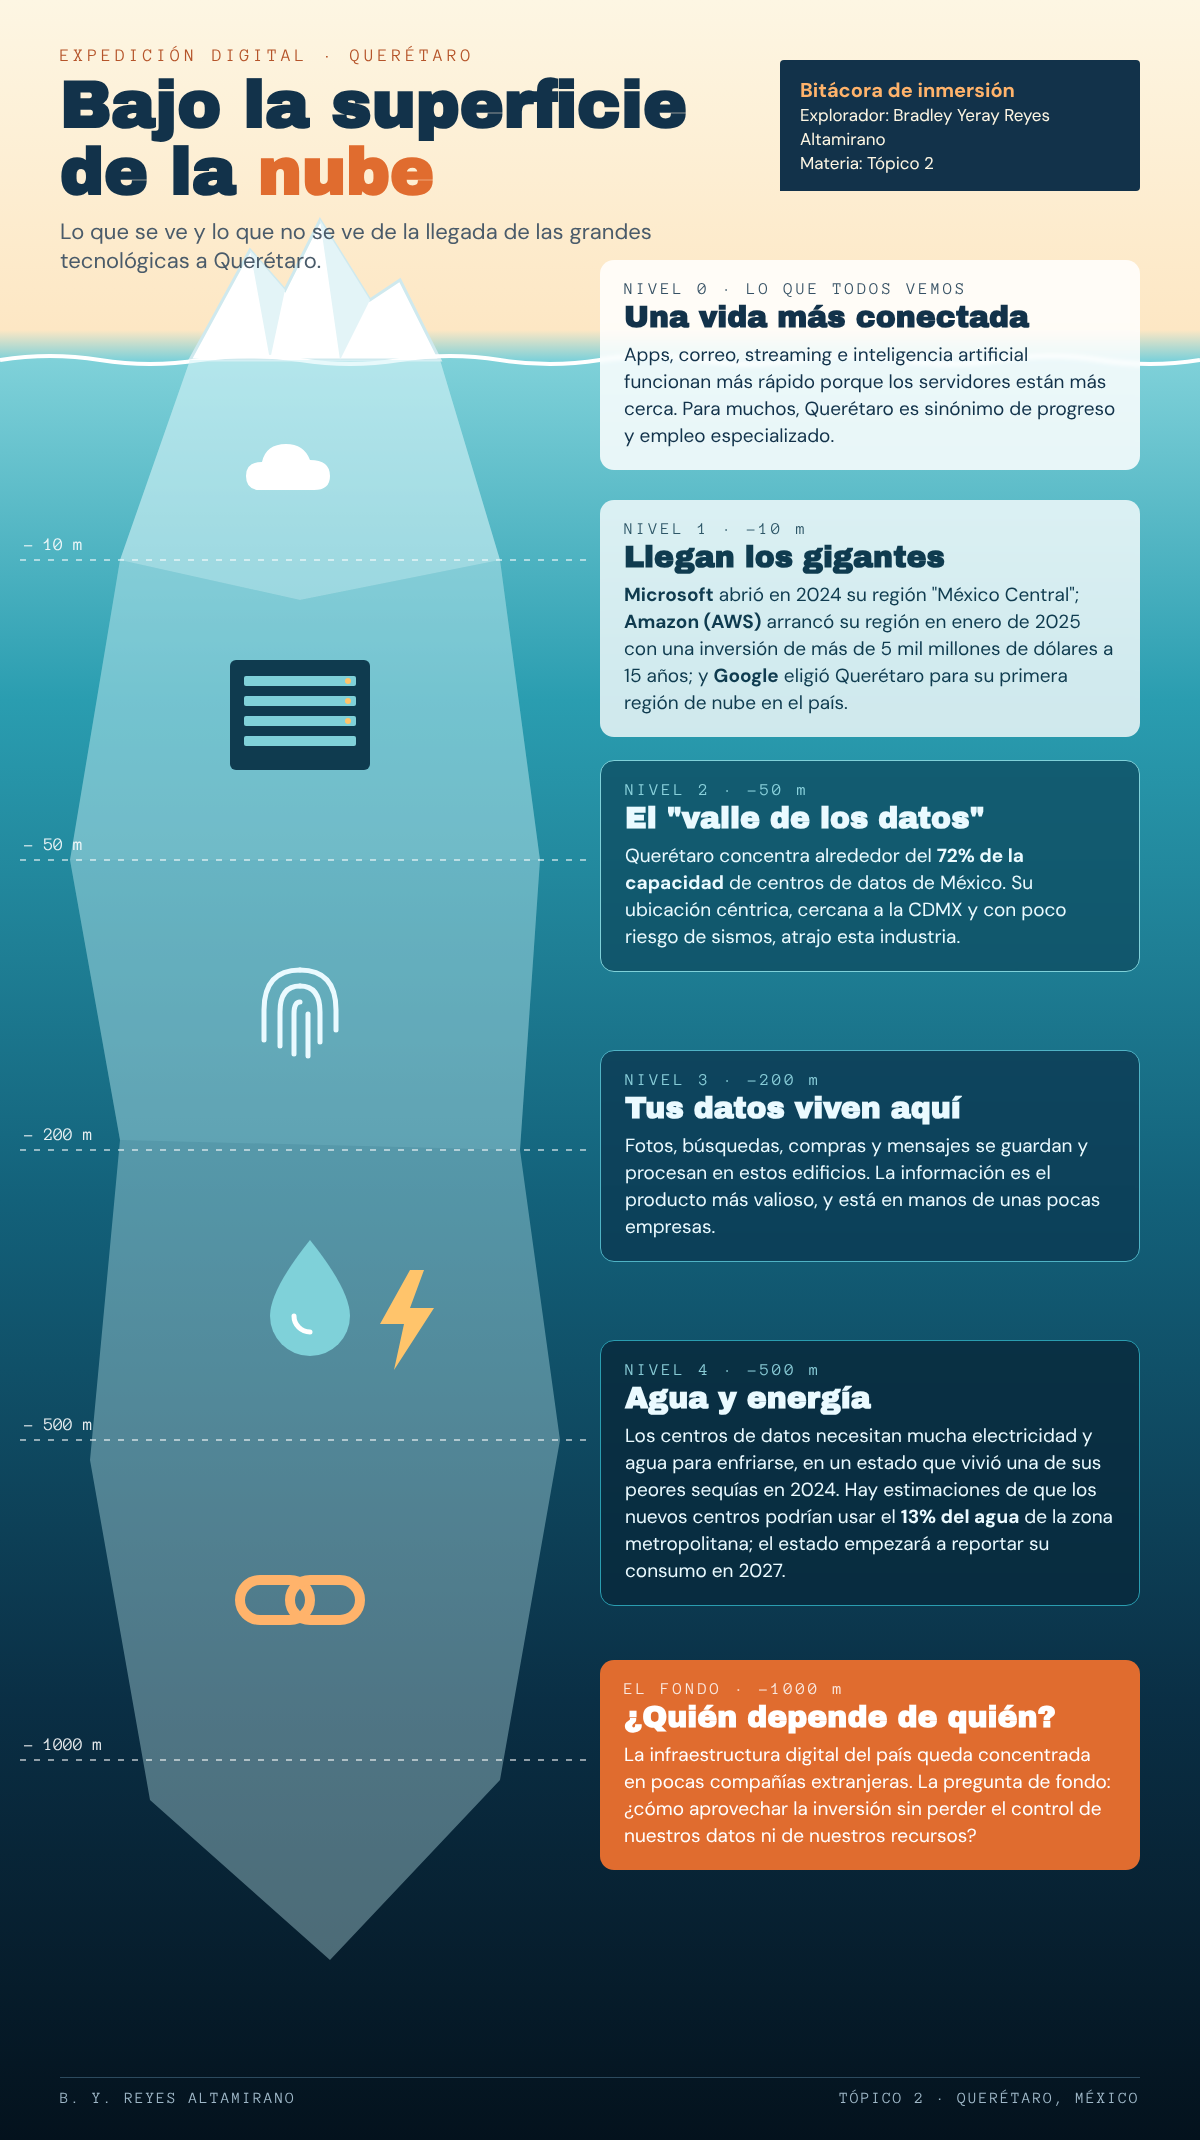 EXPEDICIÓN DIGITAL · QUERÉTARO
Bajo la superficie
de la nube
Lo que se ve y lo que no se ve de la llegada de las grandes
tecnológicas a Querétaro.
Bitácora de inmersión
Explorador: Bradley Yeray Reyes
Altamirano
Materia: Tópico 2
NIVEL 0 · LO QUE TODOS VEMOS
Una vida más conectada
Apps, correo, streaming e inteligencia artificial
funcionan más rápido porque los servidores están más
cerca. Para muchos, Querétaro es sinónimo de progreso
y empleo especializado.
— 10 m
NIVEL 1 · —10 m
Llegan los gigantes
Microsoft abrió en 2024 su región "México Central";
Amazon (AWS) arrancó su región en enero de 2025
con una inversión de más de 5 mil millones de dólares a
15 años; y Google eligió Querétaro para su primera
región de nube en el país.
— 50 m
NIVEL 2 · —50 m
El "valle de los datos"
Querétaro concentra alrededor del 72% de la
capacidad de centros de datos de México. Su
ubicación céntrica, cercana a la CDMX y con poco
riesgo de sismos, atrajo esta industria.
— 200 m
NIVEL 3 · —200 m
Tus datos viven aquí
Fotos, búsquedas, compras y mensajes se guardan y
procesan en estos edificios. La información es el
producto más valioso, y está en manos de unas pocas
empresas.
— 500 m
NIVEL 4 · —500 m
Agua y energía
Los centros de datos necesitan mucha electricidad y
agua para enfriarse, en un estado que vivió una de sus
peores sequías en 2024. Hay estimaciones de que los
nuevos centros podrían usar el 13% del agua de la zona
metropolitana; el estado empezará a reportar su
consumo en 2027.
— 1000 m
EL FONDO · —1000 m
¿Quién depende de quién?
La infraestructura digital del país queda concentrada
en pocas compañías extranjeras. La pregunta de fondo:
¿cómo aprovechar la inversión sin perder el control de
nuestros datos ni de nuestros recursos?
B. Y. REYES ALTAMIRANO
TÓPICO 2 · QUERÉTARO, MÉXICO